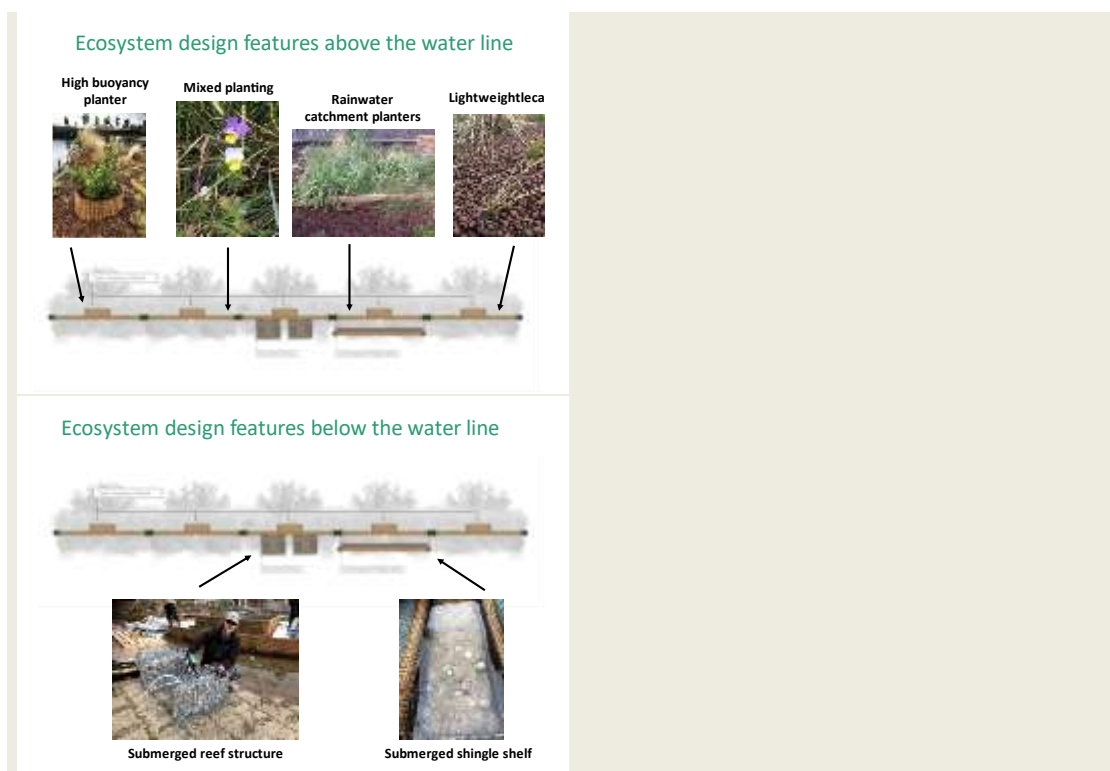 Ecosystem design features above the water line
High buoyancy
planter
Mixed planting
Rainwater
catchment planters
Lightweightleca
Ecosystem design features below the water line
Submerged reef structure
Submerged shingle shelf